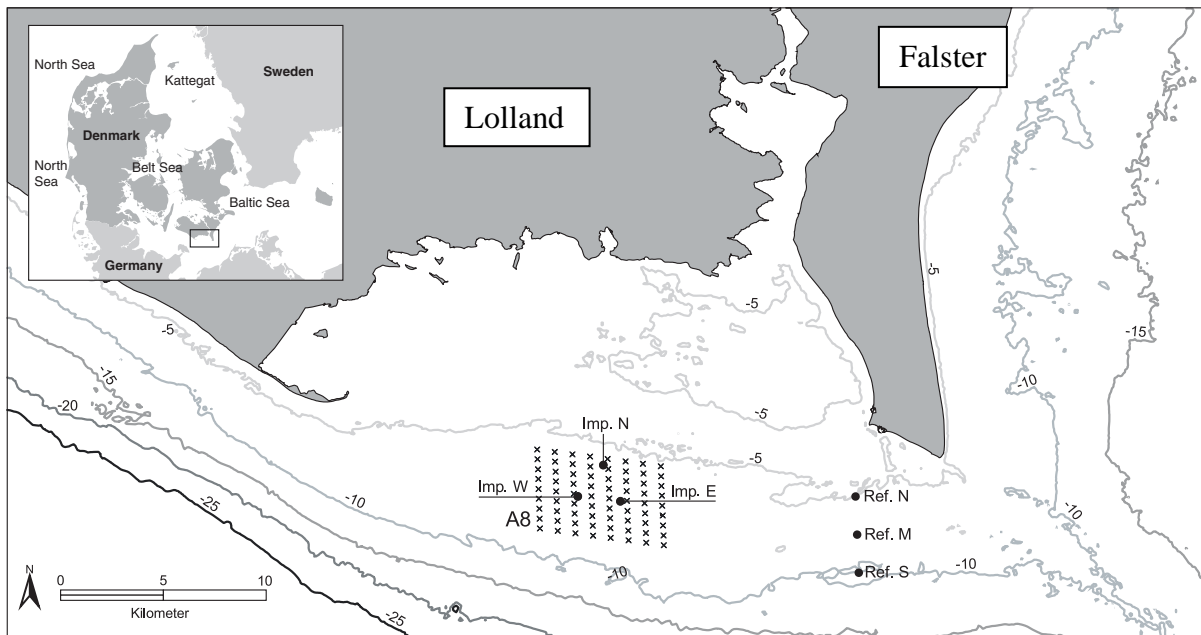 North Sea
Kattegat
Sweden
Denmark
North
Sea
Belt Sea
Baltic Sea
Germany
Lolland
Falster
-5
-5
-15
-5
-5
-10
-15
-20
-5
-5
Imp. N
Imp. W
Imp. E
A8
Ref. N
Ref. M
Ref. S
-10
-10
-10
-10
-25
-25
N
0
5
10
Kilometer